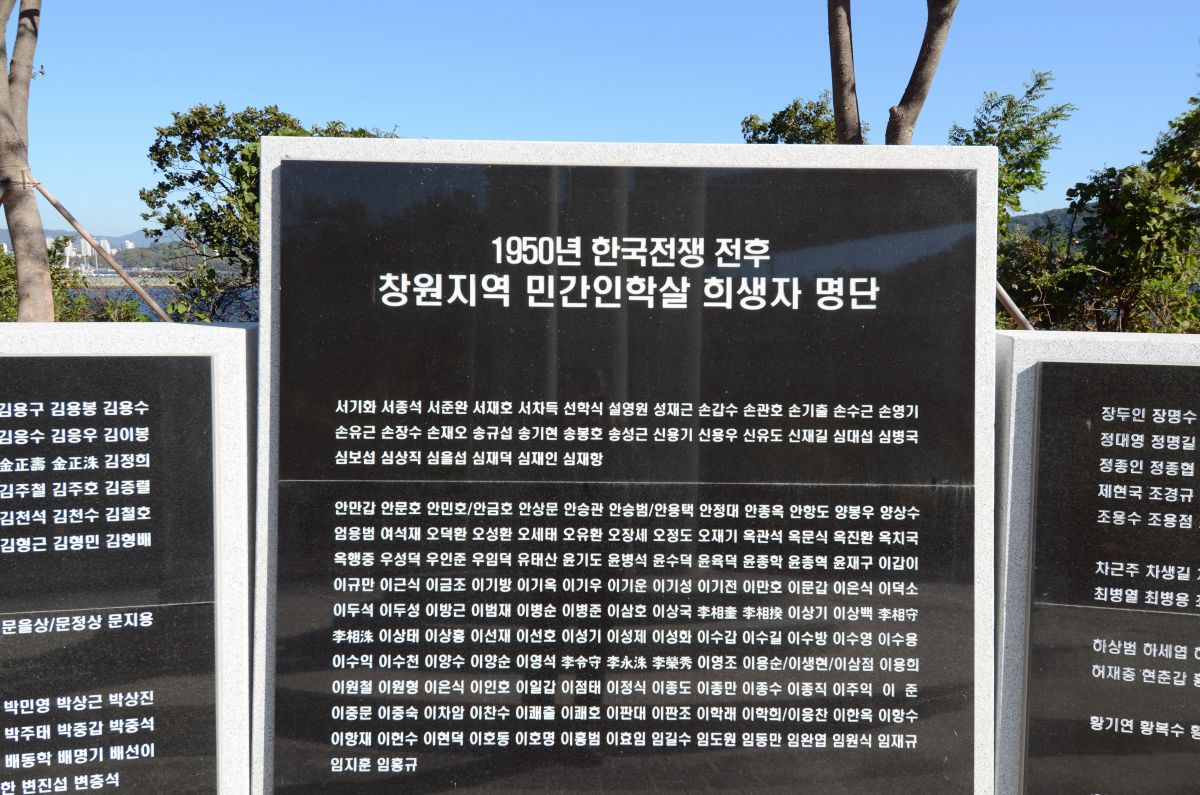 1950년 한국전쟁 전후
창원지역 민간인학살 희생자 명단
서기화 서종석 서준완 서재호 서차득 선학식 설영원 성재근 손갑수 손관호 손기출 손수근 손영기
손유근 손장수 손재오 송규섭 송기현 송봉호 송성근 신용기 신용우 신유도 신재길 심대섭 심병국
심보섭 심상직 심을섭 심재덕 심재인 심재항
안만갑 안문호 안민호/안금호 안상문 안승관 안승범/안용택 안정대 안종옥 안항도 양봉우 양상수
엄용범 여석재 오덕환 오성환 오세태 오유환 오장세 오정도 오재기 옥관석 옥문식 옥진환 옥치국
옥행중 우성덕 우인준 우임덕 유태산 윤기도 윤병석 윤수덕 윤육덕 윤종학 윤종혁 윤재구 이갑이
이규만 이근식 이금조 이기방 이기옥 이기우 이기운 이기성 이기전 이만호 이문갑 이은식 이덕소
이두석 이두성 이방근 이범재 이병순 이병준 이삼호 이상국 李相奎 李相揆 이상기 이상백 李相守
李相洙 이상태 이상흥 이선재 이선호 이성기 이성제 이성화 이수갑 이수길 이수방 이수영 이수용
이수익 이수천 이양수 이양순 이영석 李令守 李永洙 李榮秀 이영조 이용순/이생현/이삼점 이용희
이원철 이원형 이은식 이인호 이일갑 이점태 이정식 이종도 이종만 이종수 이종직 이주익 이 준
이중문 이중숙 이차암 이찬수 이쾌출 이쾌호 이판대 이판조 이학래 이학희/이응찬 이한옥 이항수
이항재 이헌수 이현덕 이호통 이호명 이홍범 이효임 임길수 임도원 임동만 임완엽 임원식 임재규
임지훈 임홍규
김용구 김용봉 김용수
김용수 김용우 김이봉
金正壽 金正洙 김정희
김주철 김주호 김증렬
김천석 김천수 김철호
김형근 김형민 김형배
문을상/문정상 문지용
박민영 박상근 박상진
박주태 박중갑 박중석
배동학 배명기 배선이
변진섭 변충석
장두인 장명수
정대영 정명길
정종인 정종협
제현국 조경규
조용수 조용점
차근주 차생길
최병열 최병용
하상범 하세엽
허재중 현준갑
황기연 황복수